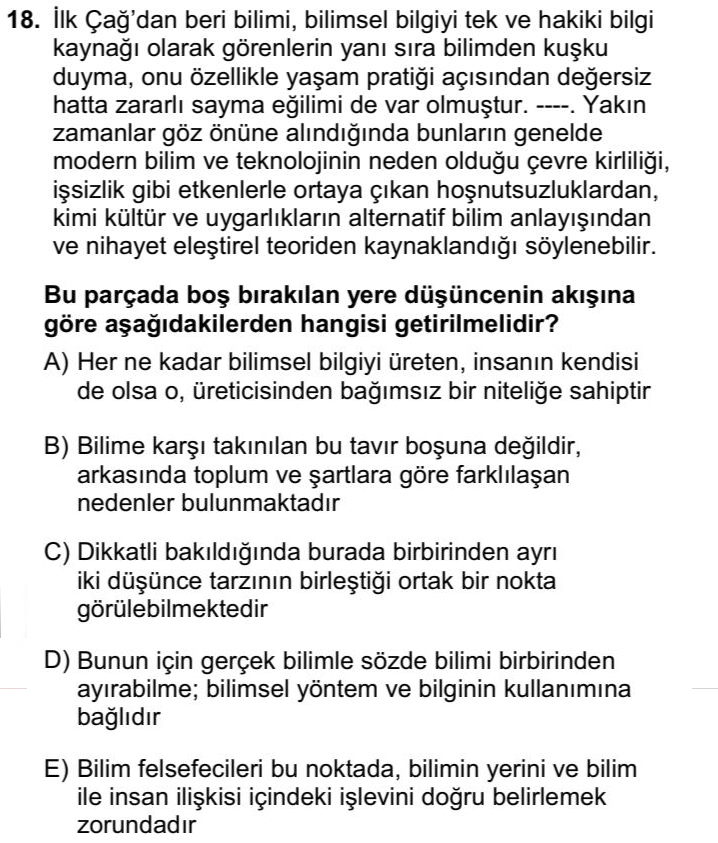 18. İlk Çağ’dan beri bilimi, bilimsel bilgiyi tek ve hakiki bilgi
kaynağı olarak görenlerin yanı sıra bilimden kuşku
duyma, onu özellikle yaşam pratiği açısından değersiz
hatta zararlı sayma eğilimi de var olmuştur. ----. Yakın
zamanlar göz önüne alındığında bunların genelde
modern bilim ve teknolojinin neden olduğu çevre kirliliği,
işsizlik gibi etkenlerle ortaya çıkan hoşnutsuzluklardan,
kimi kültür ve uygarlıkların alternatif bilim anlayışından
ve nihayet eleştirel teoriden kaynaklandığı söylenebilir.
Bu parçada boş bırakılan yere düşüncenin akışına
göre aşağıdakilerden hangisi getirilmelidir?
A) Her ne kadar bilimsel bilgiyi üreten, insanın kendisi
de olsa o, üreticisinden bağımsız bir niteliğe sahiptir
B) Bilime karşı takınılan bu tavır boşuna değildir,
arkasında toplum ve şartlara göre farklılaşan
nedenler bulunmaktadır
C) Dikkatli bakıldığında burada birbirinden ayrı
iki düşünce tarzının birleştiği ortak bir nokta
görülebilmektedir
D) Bunun için gerçek bilimle sözde bilimi birbirinden
ayırabilme; bilimsel yöntem ve bilginin kullanımına
bağlıdır
E) Bilim felsefecileri bu noktada, bilimin yerini ve bilim
ile insan ilişkisi içindeki işlevini doğru belirlemek
zorundadır